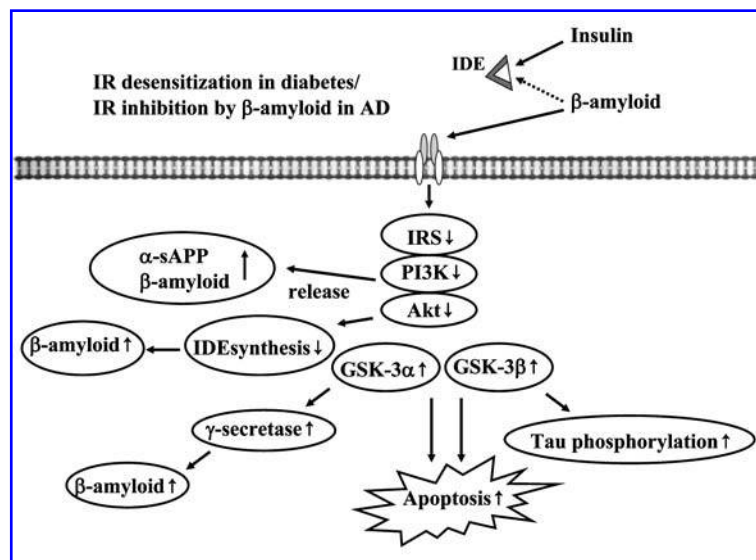 Insulin
IDE
IR desensitization in diabetes/
IR inhibition by β-amyloid in AD
β-amyloid
IRS↓
α-sAPP
β-amyloid ↑
PI3K↓
release
Akt↓
β-amyloid↑
IDEsynthesis↓
GSK-3α↑
GSK-3β↑
γ-secretase↑
Tau phosphorylation↑
β-amyloid↑
Apoptosis↑